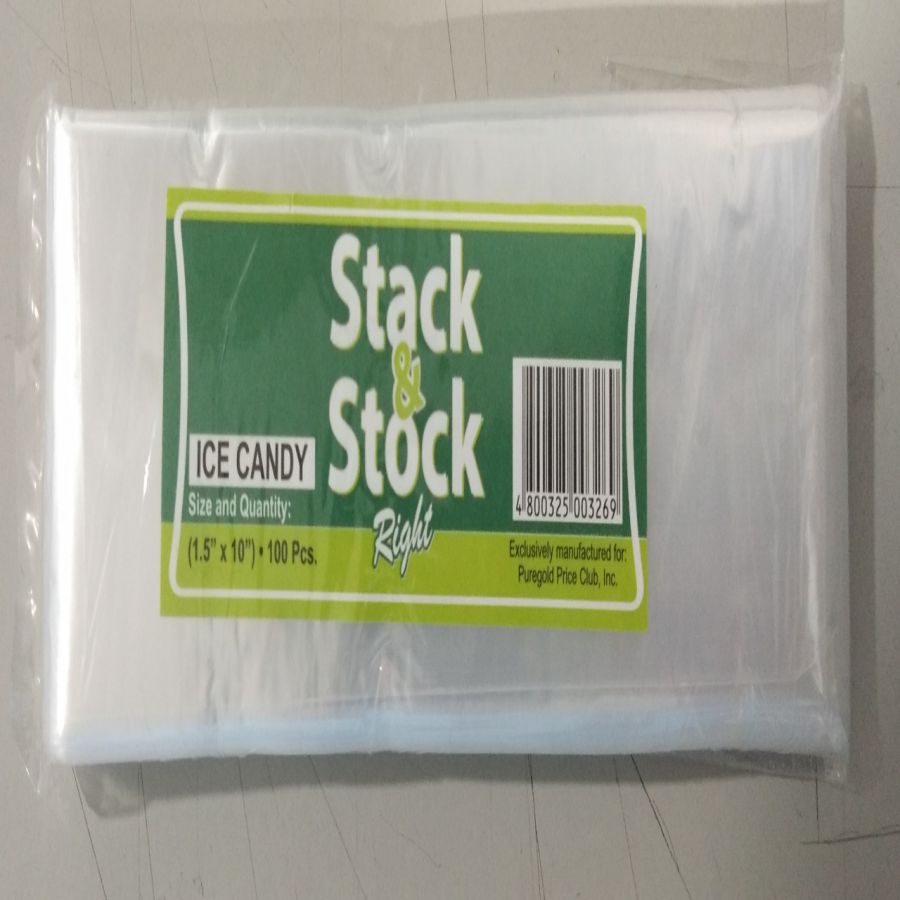 Stack
&
Stock
Right
ICE CANDY
Size and Quantity:
(1.5" x 10") • 100 Pcs.
4 800325 003269
Exclusively manufactured for:
Puregold Price Club, Inc.